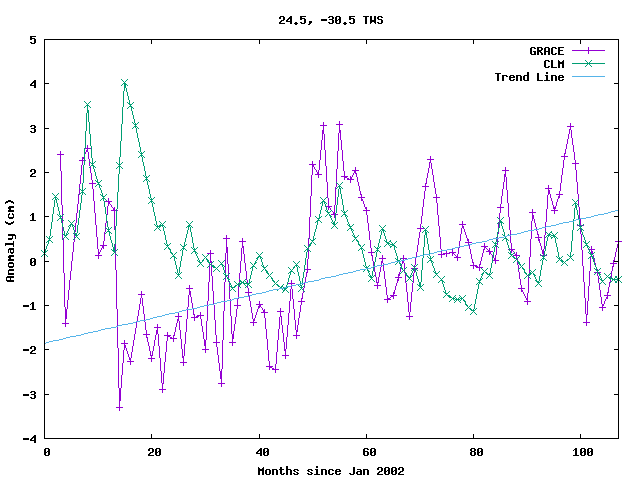 24.5, -30.5 TWS
GRACE
CLM
Trend Line
5
4
3
2
1
0
-1
-2
-3
-4
Anomaly (cm)
0 20 40 60 80 100
Months since Jan 2002